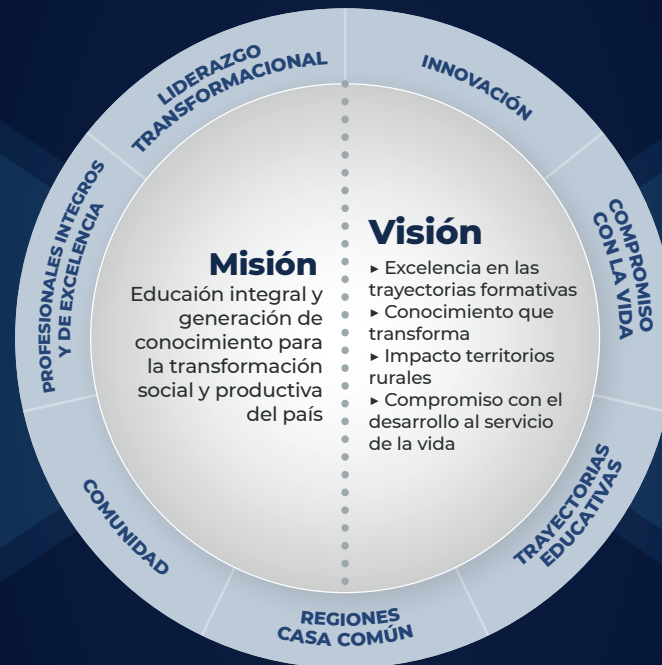 LIDERAZGO
TRANSFORMACIONAL
INNOVACIÓN
COMPROMISO
CON LA VIDA
TRAYECTORIAS
EDUCATIVAS
REGIONES
CASA COMÚN
COMUNIDAD
PROFESIONALES INTEGROS
Y DE EXCELENCIA
Misión
Educaión integral y
generación de
conocimiento para
la transformación
social y productiva
del país
Visión
▸ Excelencia en las
trayectorias formativas
▸ Conocimiento que
transforma
▸ Impacto territorios
rurales
▸ Compromiso con el
desarrollo al servicio
de la vida